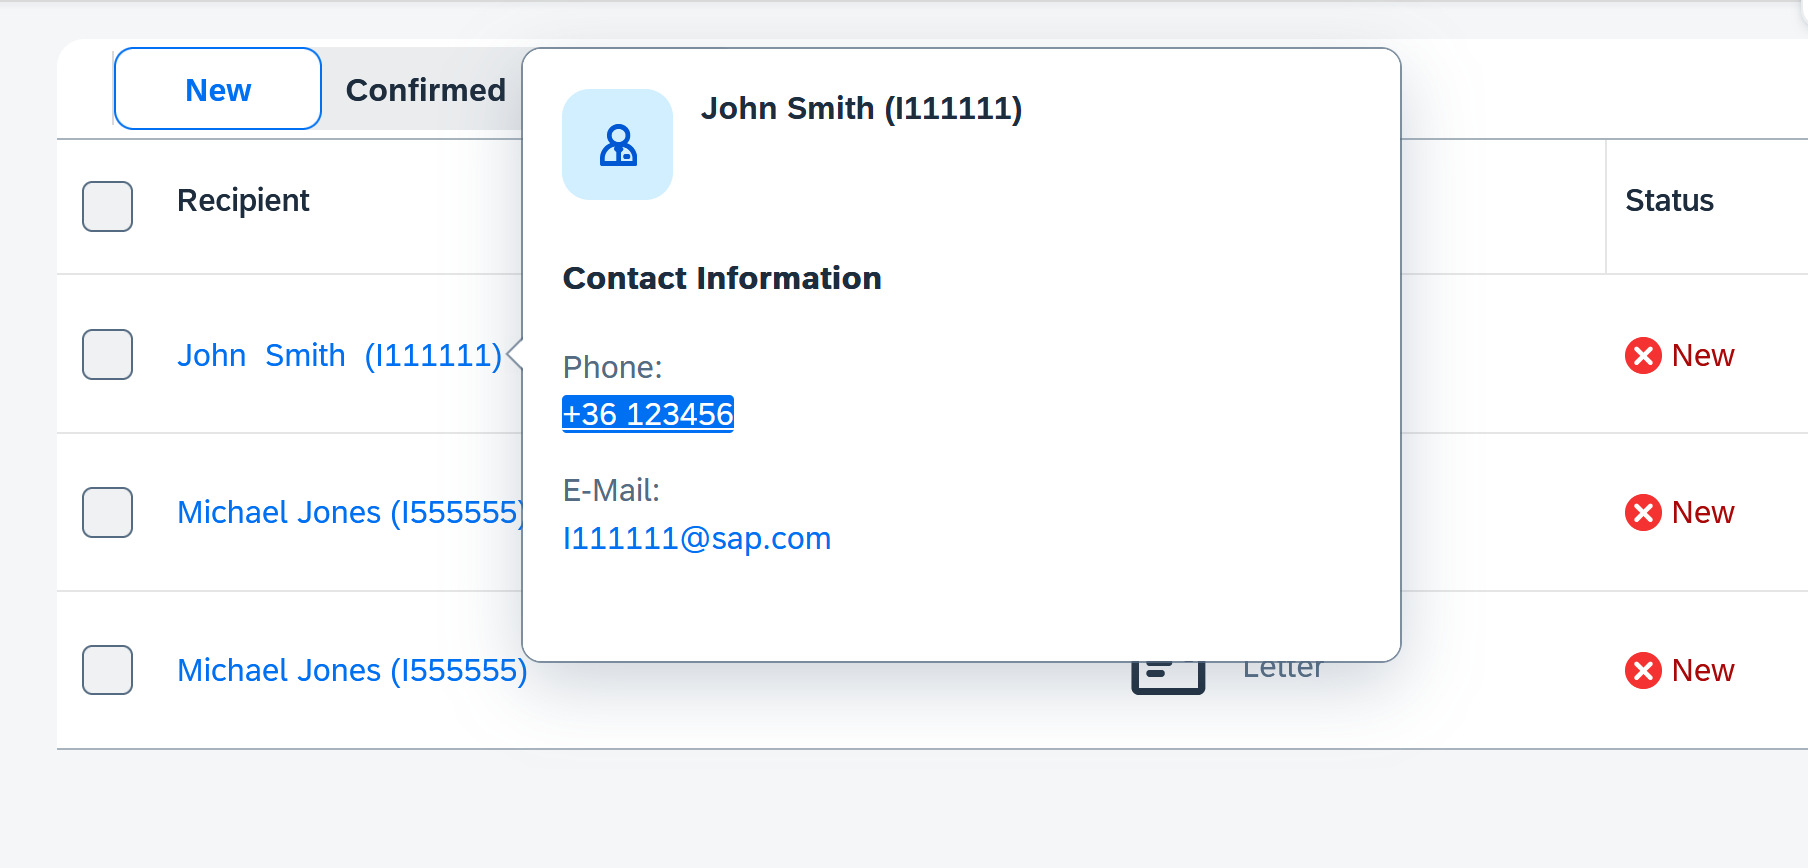 New Confirmed
John Smith (I111111)
Recipient
Status
Contact Information
John Smith (I111111)
New
Phone:
+36 123456
E-Mail:
I111111@sap.com
Michael Jones (I555555)
New
Michael Jones (I555555)
Letter
New